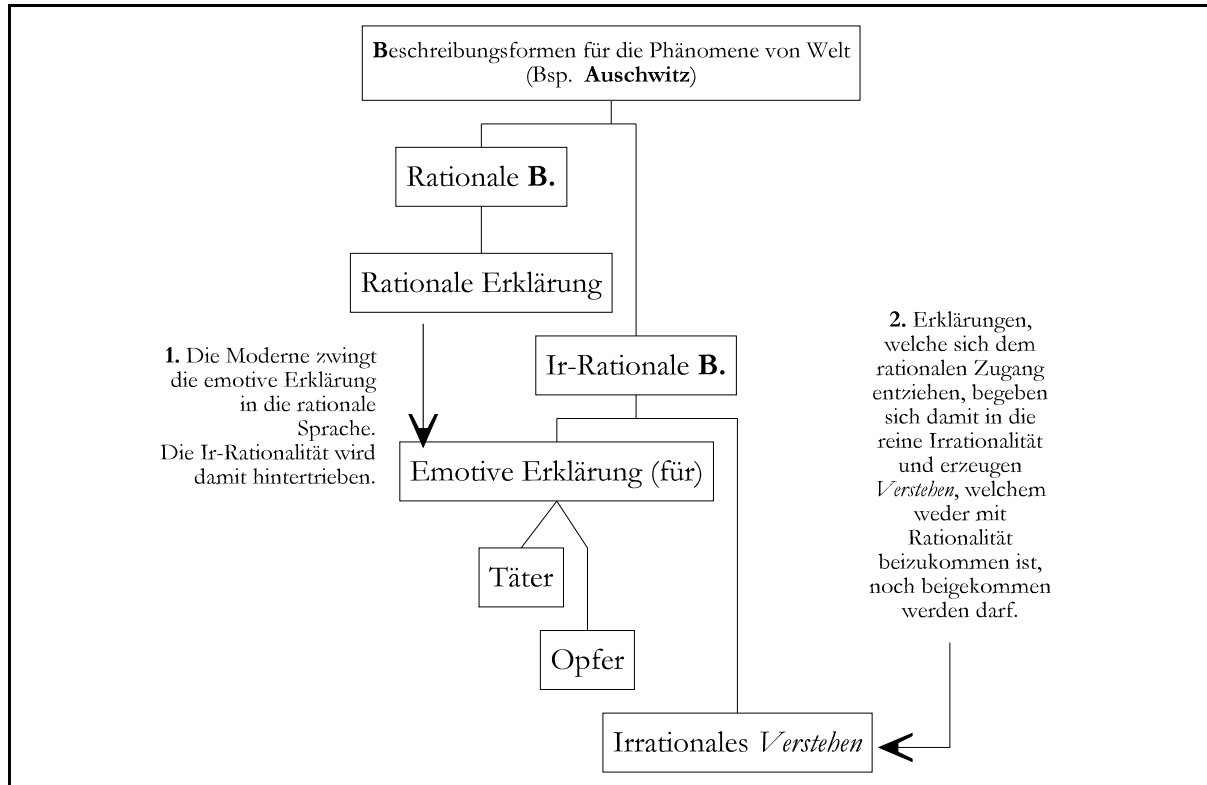 Beschreibungsformen für die Phänomene von Welt
(Bsp. Auschwitz)
Rationale B.
Rationale Erklärung
1. Die Moderne zwingt
die emotive Erklärung
in die rationale
Sprache.
Die Ir-Rationalität wird
damit hintertrieben.
Ir-Rationale B.
Emotive Erklärung (für)
Täter
Opfer
2. Erklärungen,
welche sich dem
rationalen Zugang
entziehen, begeben
sich damit in die
reine Irrationalität
und erzeugen
Verstehen, welchem
weder mit
Rationalität
beizukommen ist,
noch beigekommen
werden darf.
Irrationales Verstehen